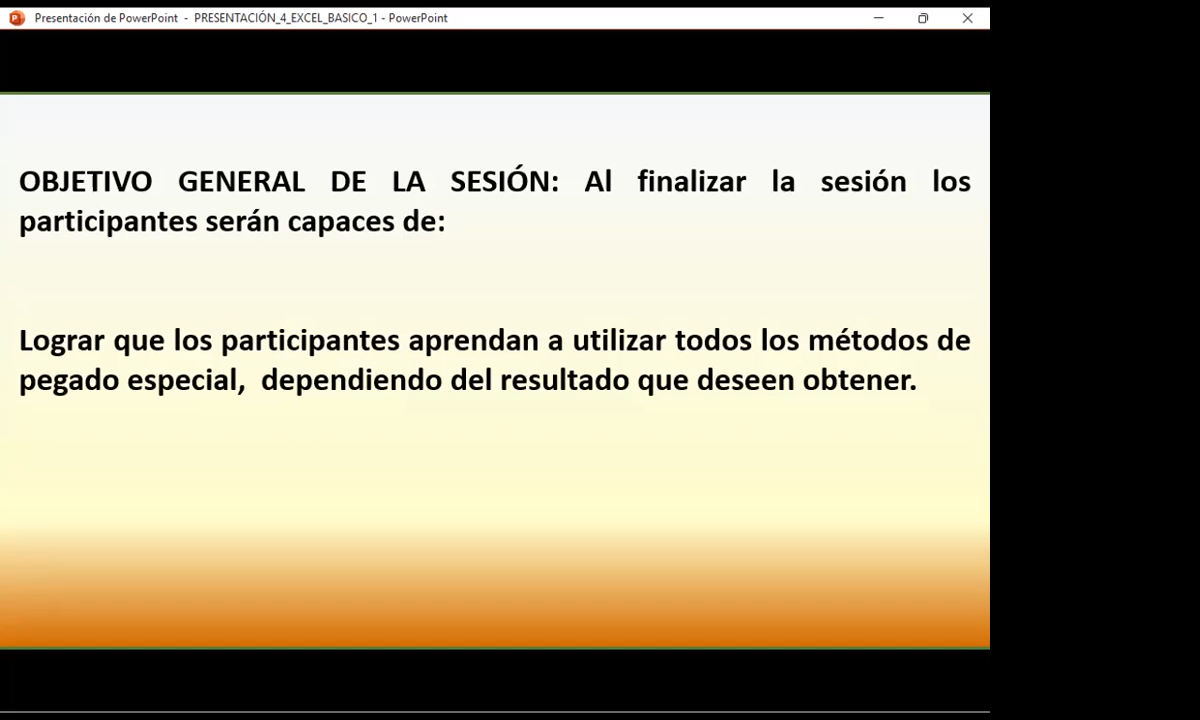 Presentación de PowerPoint - PRESENTACIÓN_4_EXCEL_BASICO_1 - PowerPoint
OBJETIVO GENERAL DE LA SESIÓN: Al finalizar la sesión los
participantes serán capaces de:
Lograr que los participantes aprendan a utilizar todos los métodos de
pegado especial, dependiendo del resultado que deseen obtener.